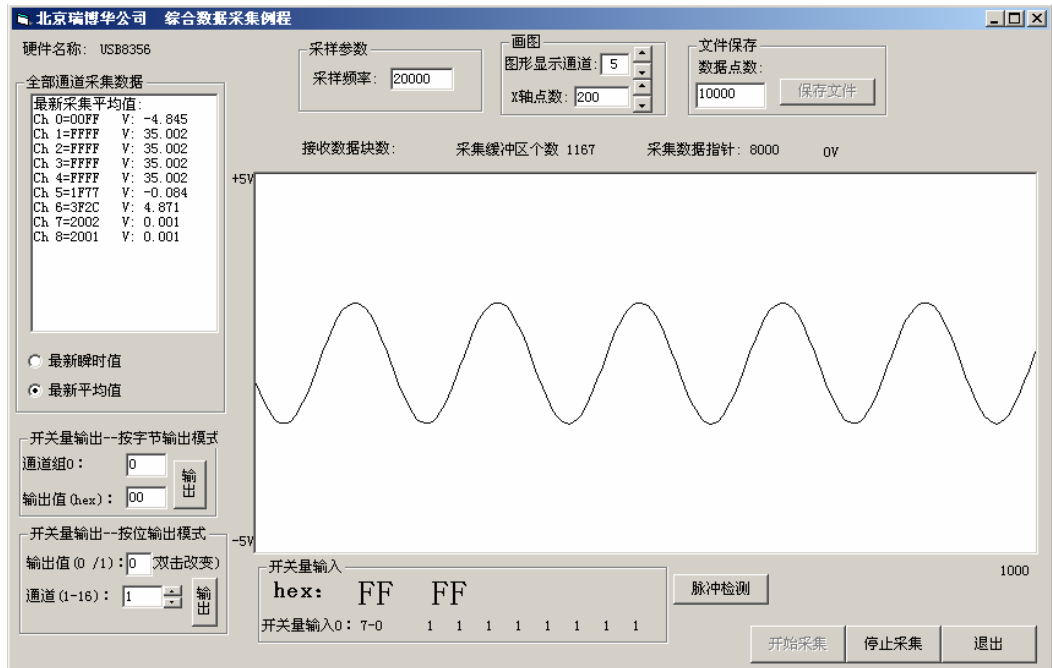 北京瑞博华公司 综合数据采集例程
硬件名称: USB8356
全部通道采集数据
最新采集平均值:
Ch 0=00FF V: -4.845
Ch 1=FFFF V: 35.002
Ch 2=FFFF V: 35.002
Ch 3=FFFF V: 35.002
Ch 4=FFFF V: 35.002
Ch 5=1F77 V: -0.084
Ch 6=3F2C V: 4.871
Ch 7=2002 V: 0.001
Ch 8=2001 V: 0.001
最新瞬时值
最新平均值
采样参数
采样频率: 20000
画图
图形显示通道: 5
X轴点数: 200
文件保存
数据点数:
10000 保存文件
接收数据块数: 采集缓冲区个数 1167 采集数据指针: 8000 0V
+5V
-5V
1000
开关量输出--按字节输出模式
通道组0: 0
输出值(hex): 00
输出
开关量输出--按位输出模式
输出值(0 /1): 0 双击改变)
通道(1-16): 1
输出
开关量输入
hex: FF FF
开关量输入0: 7-0 1 1 1 1 1 1 1 1
脉冲检测
开始采集 停止采集 退出